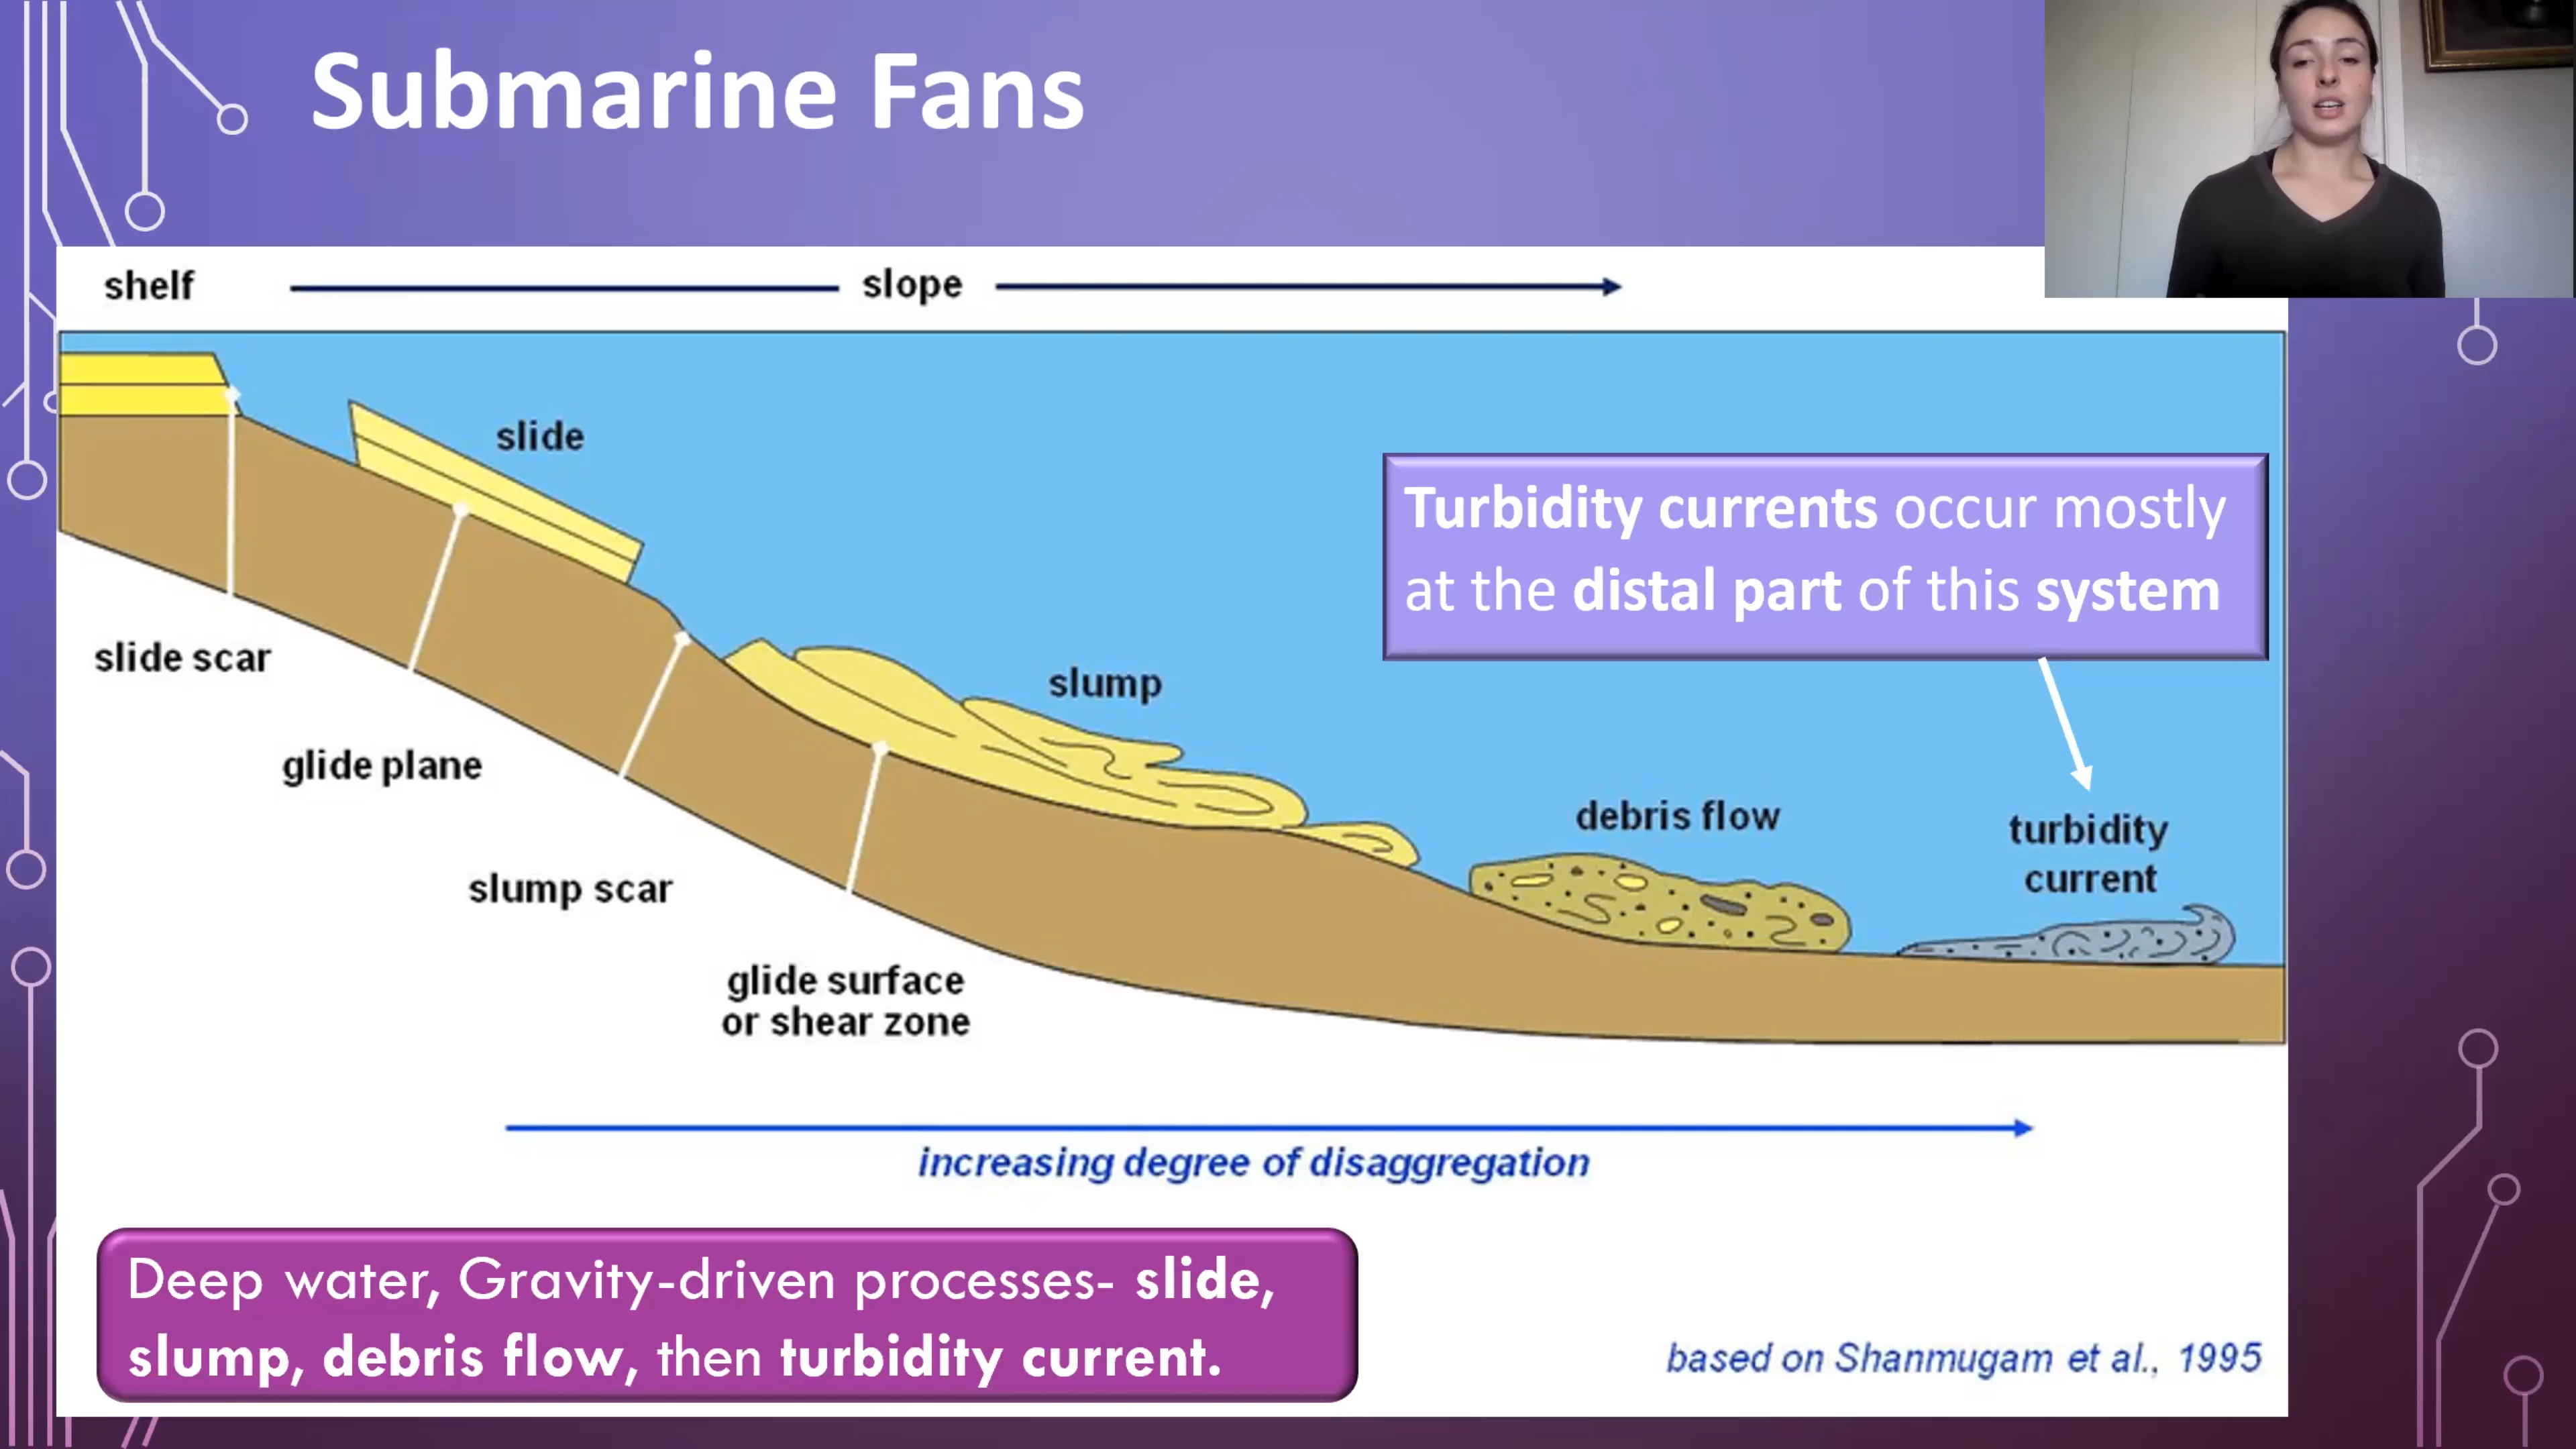 Submarine Fans
shelf
slope
slide
Turbidity currents occur mostly
at the distal part of this system
slide scar
slump
glide plane
debris flow
turbidity
current
slump scar
glide surface
or shear zone
increasing degree of disaggregation
Deep water, Gravity-driven processes- slide,
slump, debris flow, then turbidity current.
based on Shanmugam et al., 1995